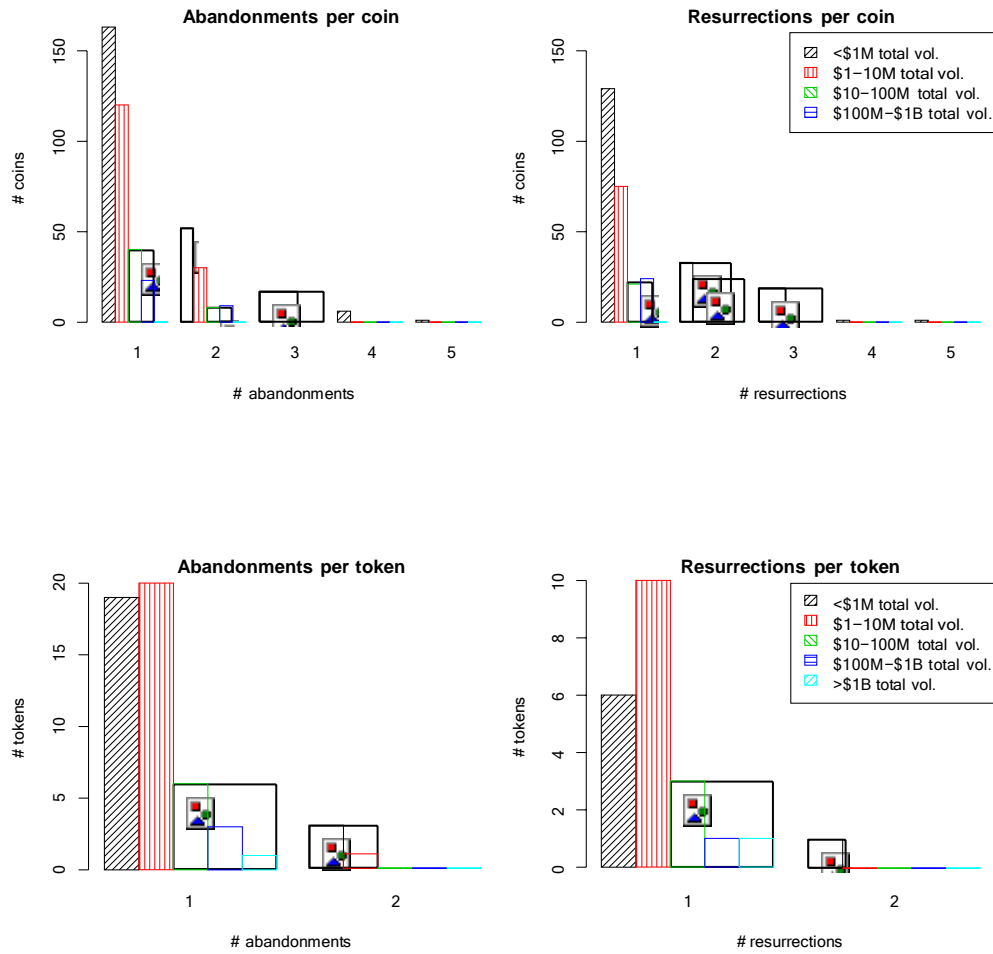 Abandonments per coin
150
100
50
0
# coins
1 2 3 4 5
# abandonments
Resurrections per coin
<$1M total vol.
$1−10M total vol.
$10−100M total vol.
$100M−$1B total vol.
150
100
50
0
# coins
1 2 3 4 5
# resurrections
Abandonments per token
20
15
10
5
0
# tokens
1 2
# abandonments
Resurrections per token
<$1M total vol.
$1−10M total vol.
$10−100M total vol.
$100M−$1B total vol.
>$1B total vol.
10
8
6
4
2
0
# tokens
1 2
# resurrections